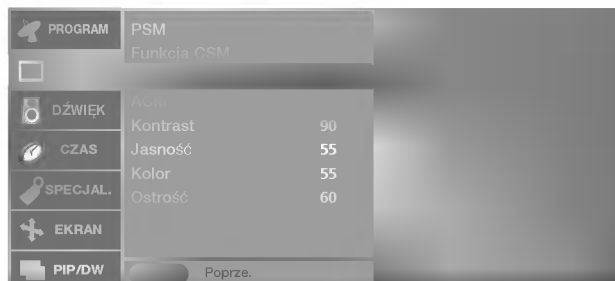 PROGRAM
PSM
Funkcja CSM
DŹWIĘK
ACM
Kontrast 90
CZAS
Jasność 55
Kolor 55
SPECJAL.
Ostrość 60
EKRAN
PIP/DW
Poprze.